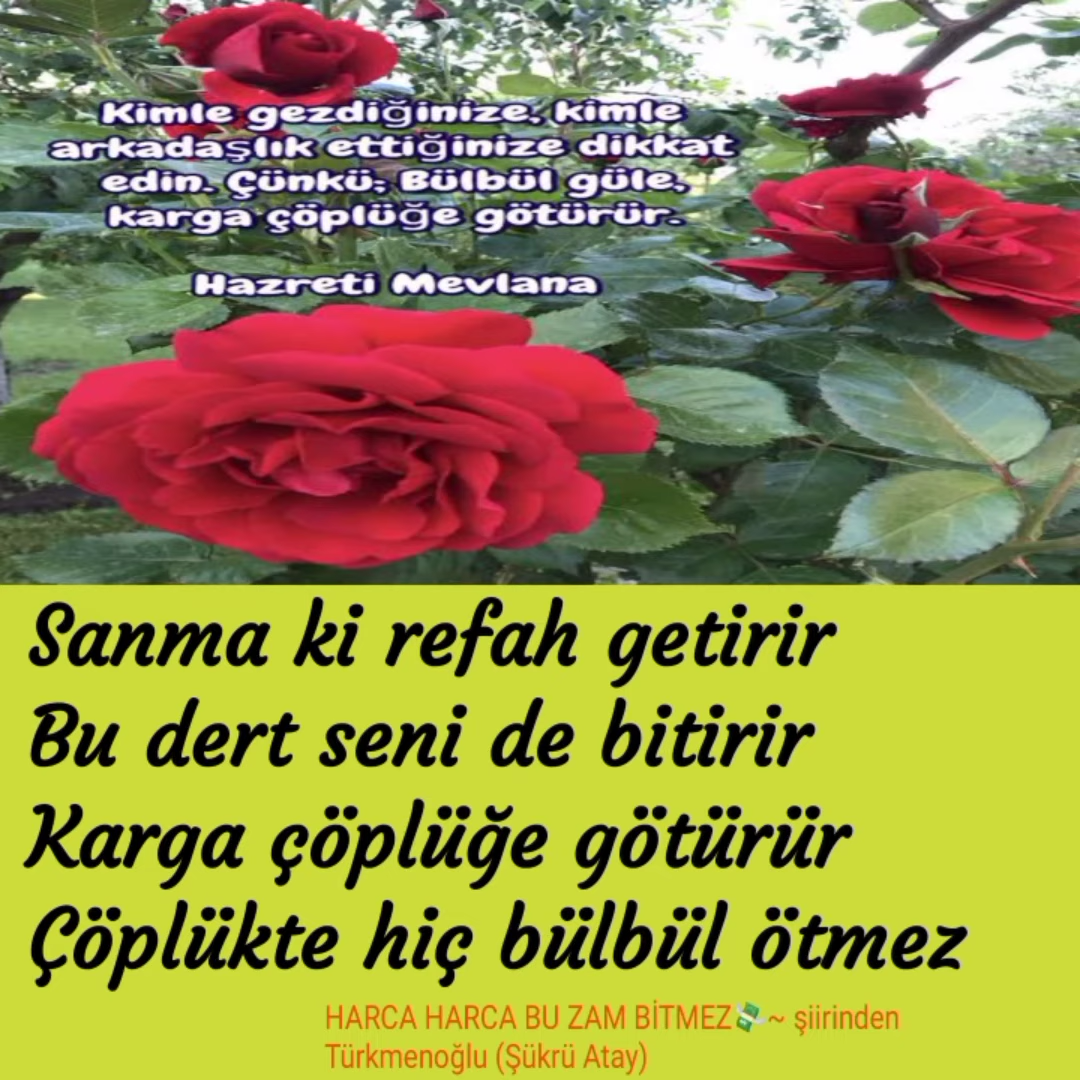 Kimle gezdiğinize, kimle
arkadaşlık ettiğinize dikkat
edin. Çünkü; Bülbül güle,
karga çöplüğe götürür.
Hazreti Mevlana
Sanma ki refah getirir
Bu dert seni de bitirir
Karga çöplüğe götürür
Çöplükte hiç bülbül ötmez
HARCA HARCA BU ZAM BİTMEZ💸~ şiirinden
Türkmenoğlu (Şükrü Atay)